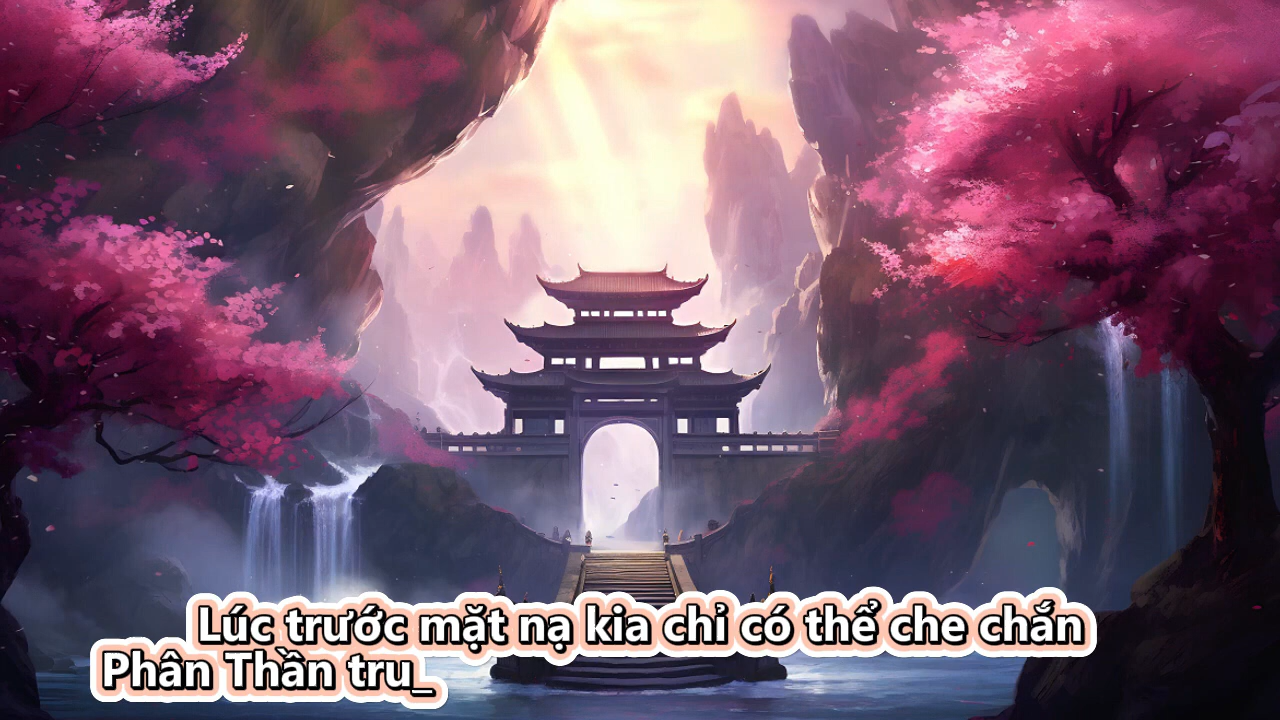 Lúc trước mặt nạ kia chỉ có thể che chắn
Phân Thần tru_